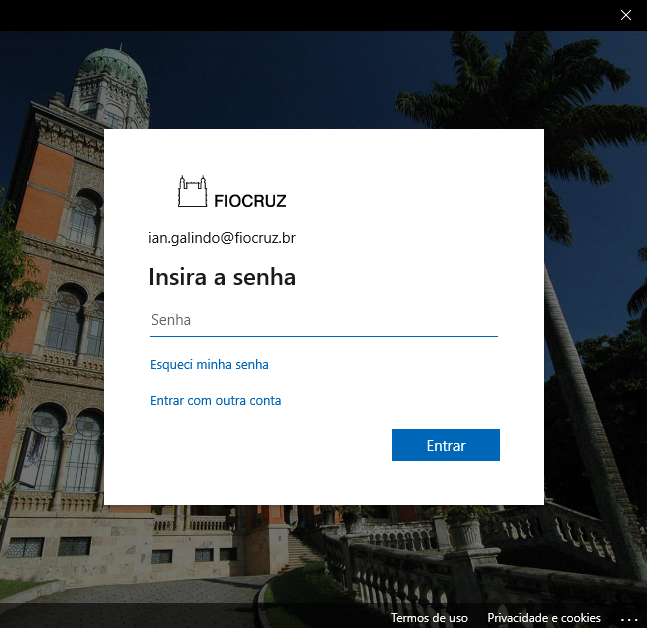 FIOCRUZ
ian.galindo@fiocruz.br
Insira a senha
Senha
Esqueci minha senha
Entrar com outra conta
Entrar
Termos de uso Privacidade e cookies ...